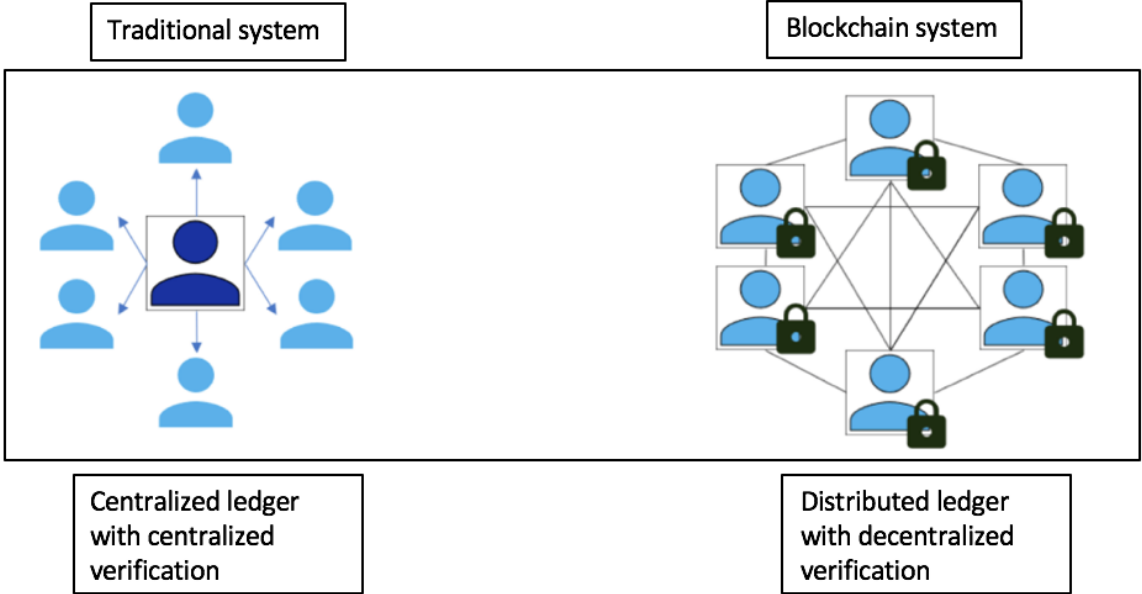 Traditional system
Blockchain system
Centralized ledger
with centralized
verification
Distributed ledger
with decentralized
verification